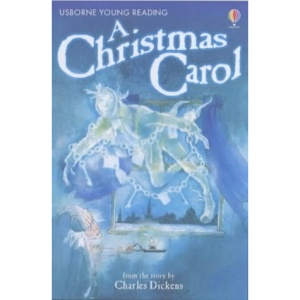 USBORNE YOUNG READING
A
Christmas
Carol
from the story by
Charles Dickens